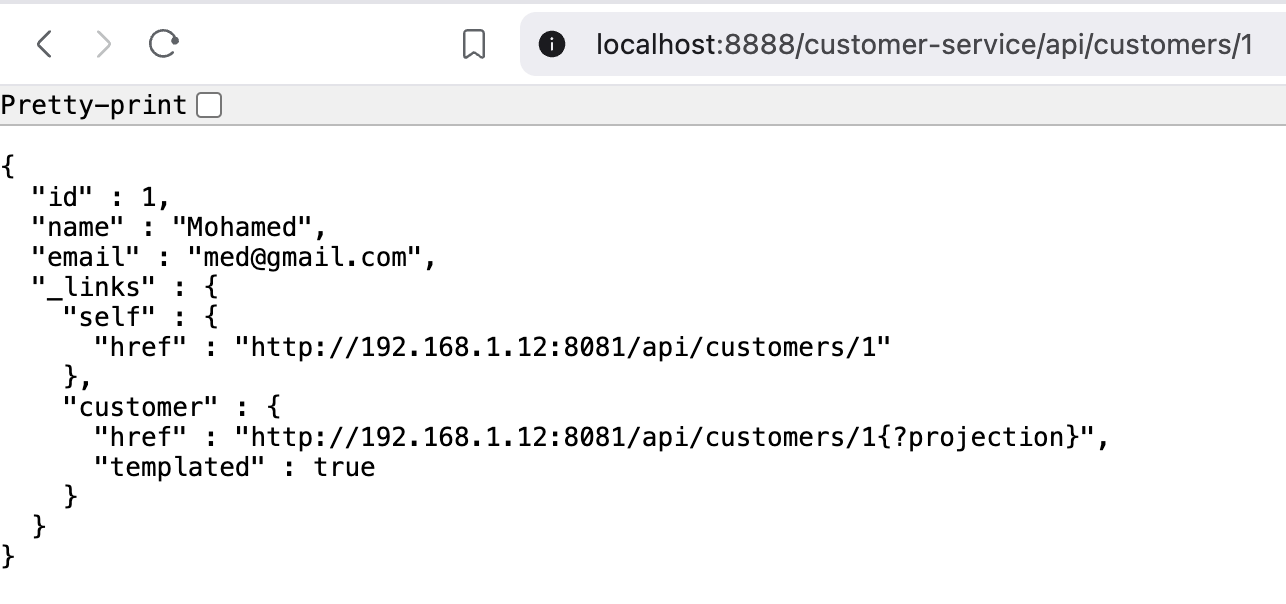 localhost:8888/customer-service/api/customers/1
Pretty-print
{
  "id" : 1,
  "name" : "Mohamed",
  "email" : "med@gmail.com",
  "_links" : {
    "self" : {
      "href" : "http://192.168.1.12:8081/api/customers/1"
    },
    "customer" : {
      "href" : "http://192.168.1.12:8081/api/customers/1{?projection}",
      "templated" : true
    }
  }
}